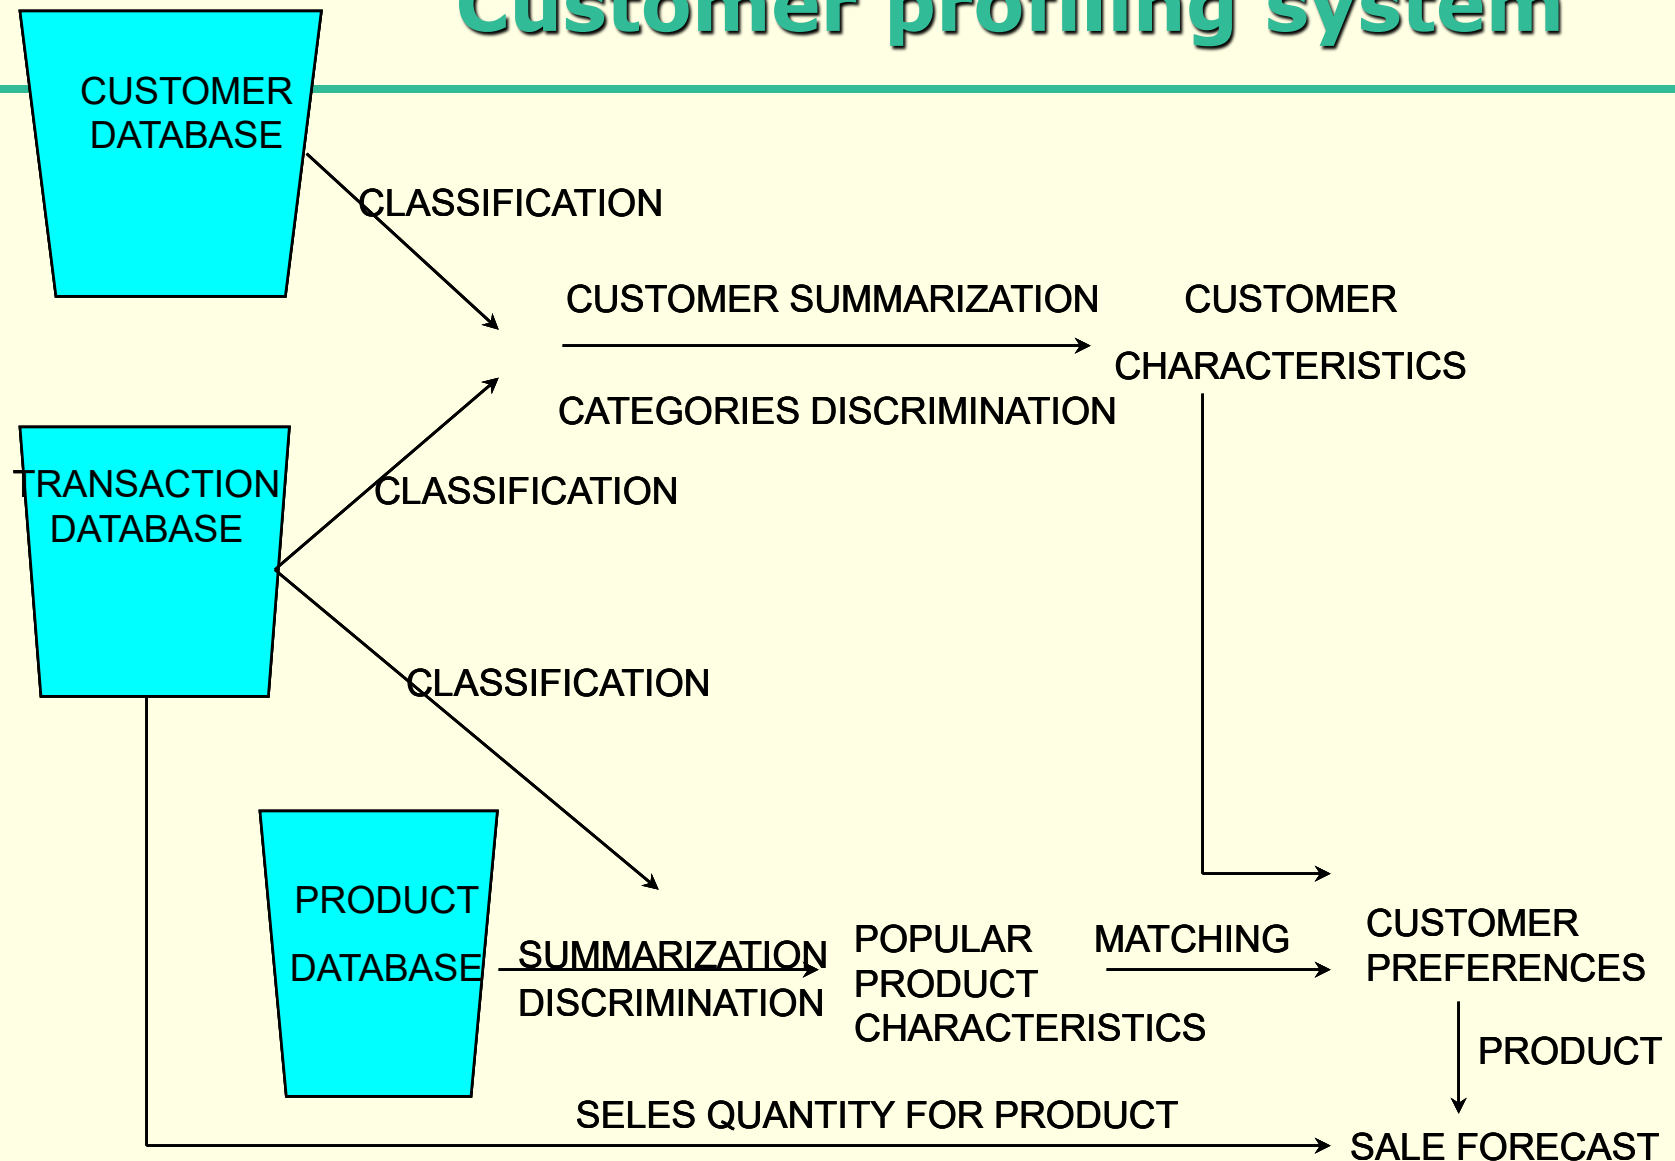 Customer profiling system
CUSTOMER
DATABASE
CLASSIFICATION
CUSTOMER SUMMARIZATION
CUSTOMER
CHARACTERISTICS
CATEGORIES DISCRIMINATION
TRANSACTION
DATABASE
CLASSIFICATION
CLASSIFICATION
PRODUCT
DATABASE
SUMMARIZATION
DISCRIMINATION
POPULAR
PRODUCT
CHARACTERISTICS
MATCHING
CUSTOMER
PREFERENCES
PRODUCT
SELES QUANTITY FOR PRODUCT
SALE FORECAST